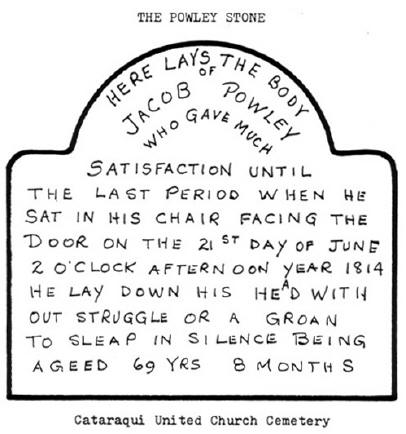 THE POWLEY STONE
HERE LAYS THE BODY
OF
JACOB POWLEY
WHO GAVE MUCH
SATISFACTION UNTIL
THE LAST PERIOD WHEN HE
SAT IN HIS CHAIR FACING THE
DOOR ON THE 21ST DAY OF JUNE
2 O'CLOCK AFTERNOON YEAR 1814
HE LAY DOWN HIS HEAD WITH
OUT STRUGGLE OR A GROAN
TO SLEAP IN SILENCE BEING
AGEED 69 YRS 8 MONTHS
Cataraqui United Church Cemetery